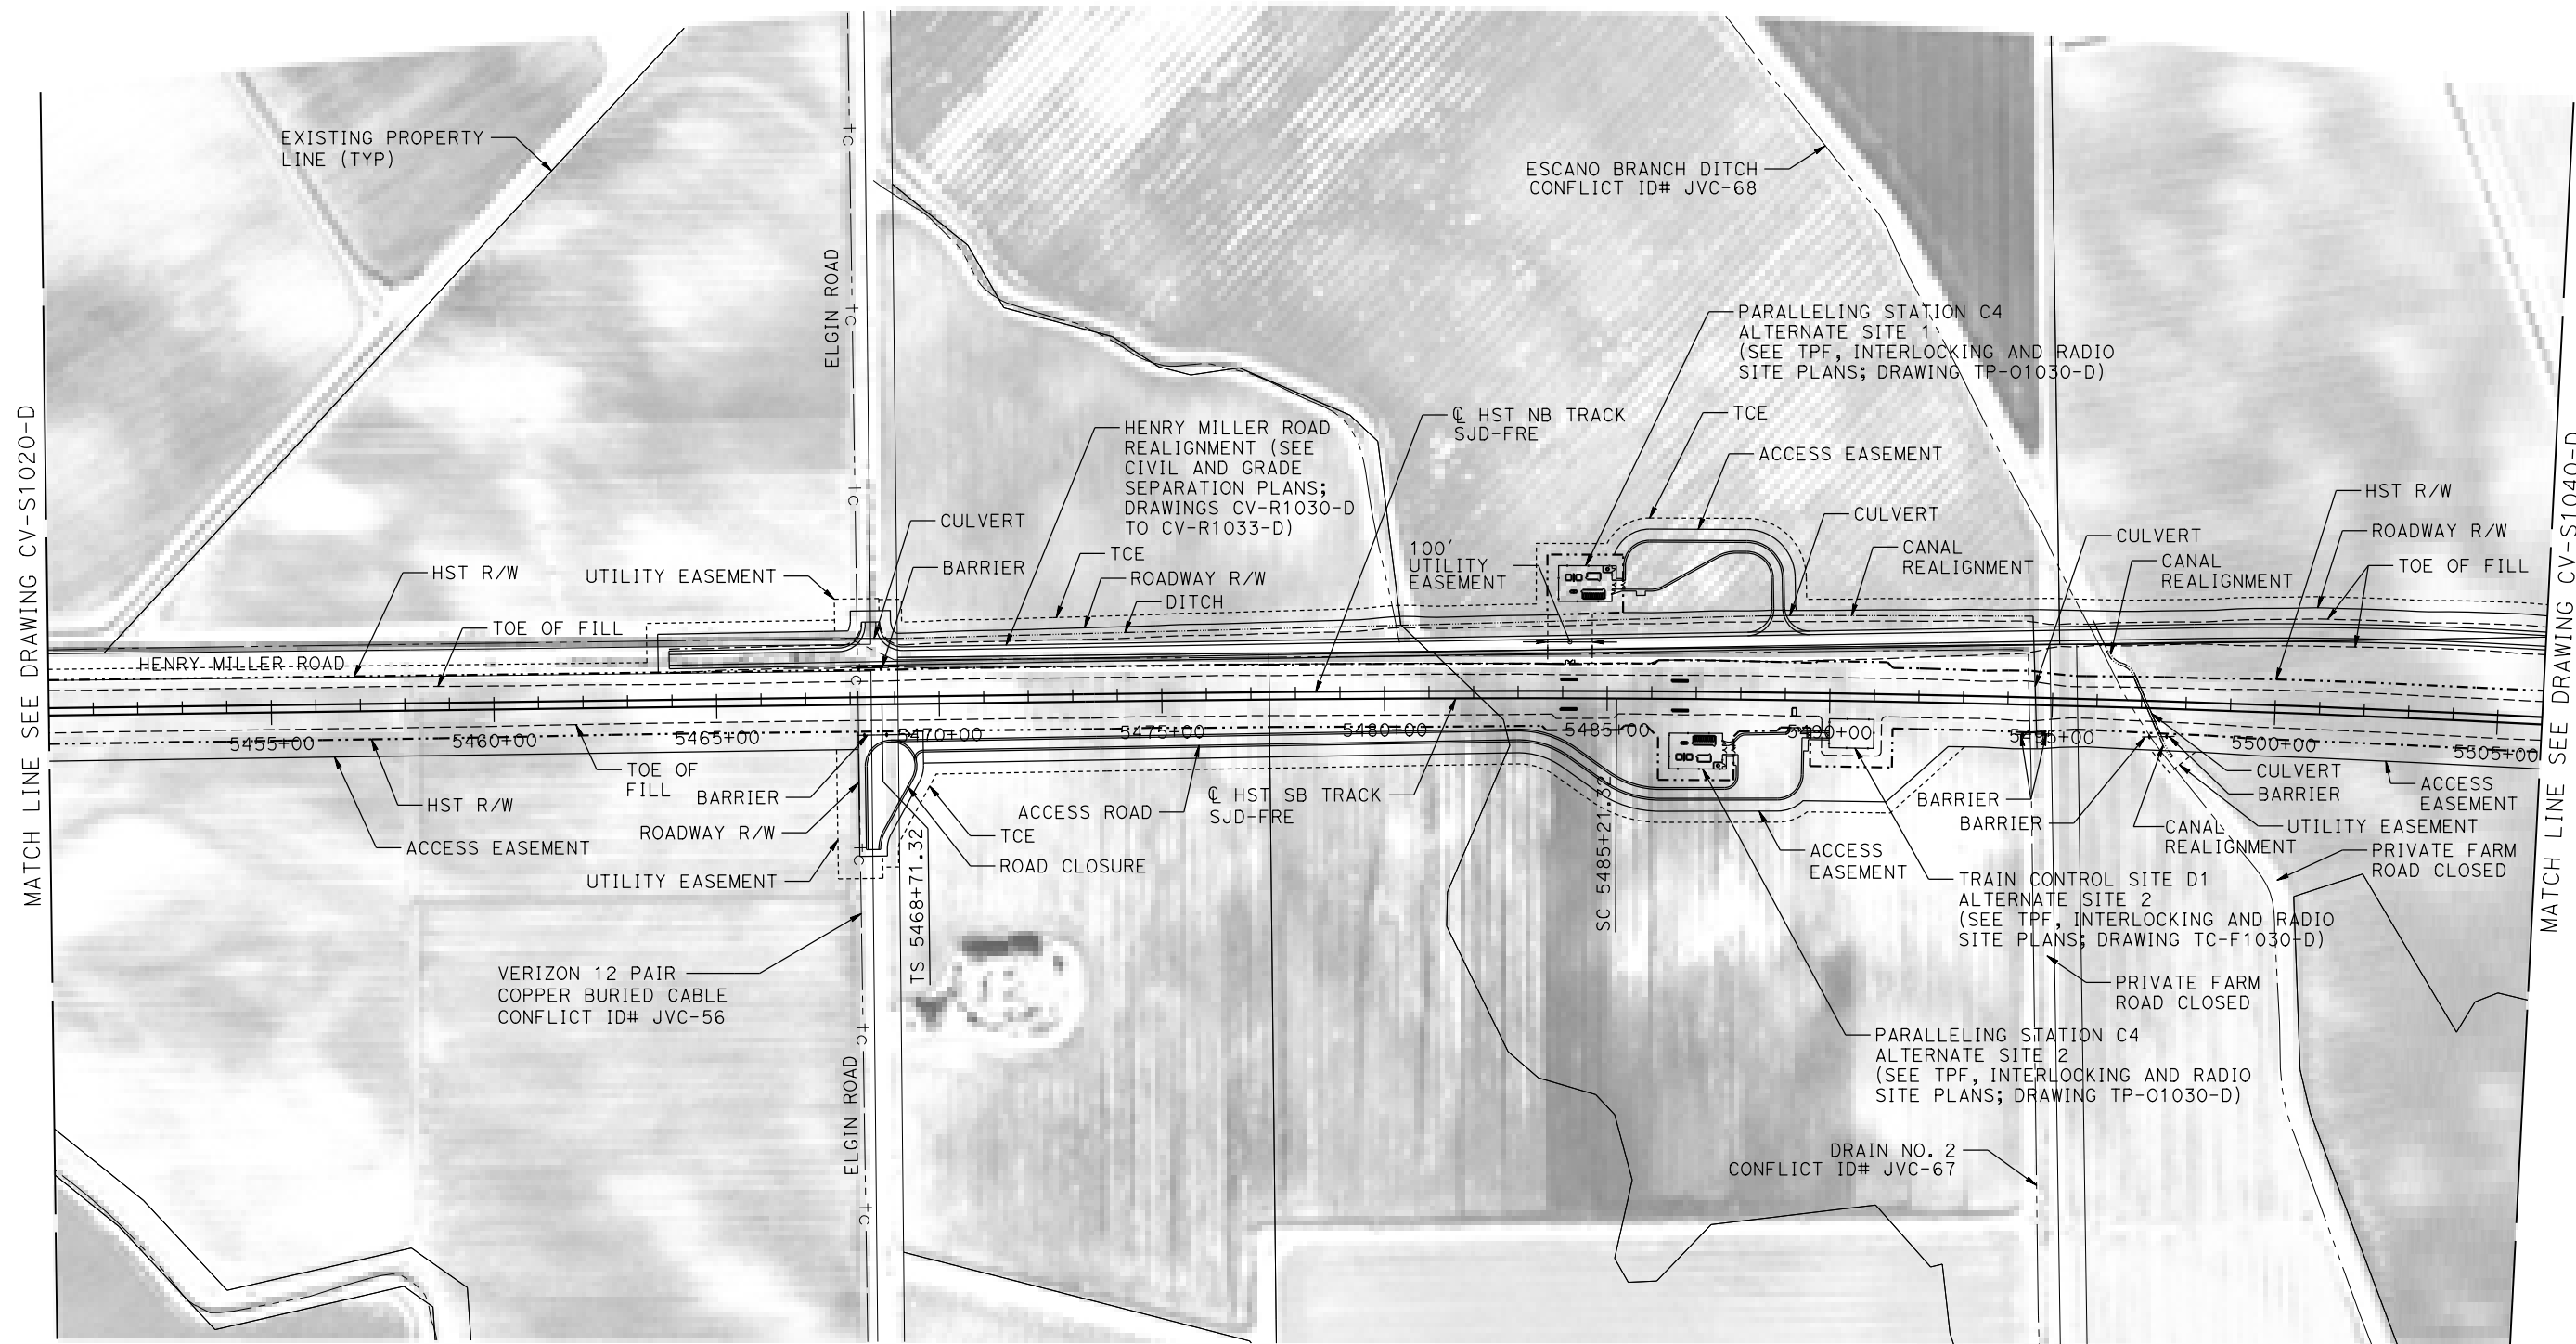 EXISTING PROPERTY
LINE (TYP)
ESCANO BRANCH DITCH
CONFLICT ID# JVC-68
ELGIN ROAD
PARALLELING STATION C4
ALTERNATE SITE 1
(SEE TPF, INTERLOCKING AND RADIO
SITE PLANS; DRAWING TP-O1030-D)
TCE
ACCESS EASEMENT
CULVERT
CANAL
REALIGNMENT
℄ HST NB TRACK
SJD-FRE
HENRY MILLER ROAD
REALIGNMENT (SEE
CIVIL AND GRADE
SEPARATION PLANS;
DRAWINGS CV-R1030-D
TO CV-R1033-D)
CULVERT
BARRIER
TCE
ROADWAY R/W
DITCH
100'
UTILITY
EASEMENT
HST R/W
UTILITY EASEMENT
TOE OF FILL
HENRY MILLER ROAD
CULVERT
CANAL
REALIGNMENT
HST R/W
ROADWAY R/W
TOE OF FILL
MATCH LINE SEE DRAWING CV-S1020-D
MATCH LINE SEE DRAWING CV-S1040-D
TC
TC
TC
C
5455+00
5460+00
5465+00
5470+00
5475+00
5480+00
5485+00
5490+00
5495+00
5500+00
5505+00
TOE OF
FILL
HST R/W
ACCESS EASEMENT
BARRIER
ROADWAY R/W
UTILITY EASEMENT
TC
TS 5468+71.32
TCE
ROAD CLOSURE
ACCESS ROAD
℄ HST SB TRACK
SJD-FRE
SC 5485+21.32
BARRIER
BARRIER
CANAL
REALIGNMENT
CULVERT
BARRIER
UTILITY EASEMENT
ACCESS
EASEMENT
PRIVATE FARM
ROAD CLOSED
ACCESS
EASEMENT
TRAIN CONTROL SITE D1
ALTERNATE SITE 2
(SEE TPF, INTERLOCKING AND RADIO
SITE PLANS; DRAWING TC-F1030-D)
PRIVATE FARM
ROAD CLOSED
VERIZON 12 PAIR
COPPER BURIED CABLE
CONFLICT ID# JVC-56
TC
ELGIN ROAD
PARALLELING STATION C4
ALTERNATE SITE 2
(SEE TPF, INTERLOCKING AND RADIO
SITE PLANS; DRAWING TP-O1030-D)
DRAIN NO. 2
CONFLICT ID# JVC-67
TC